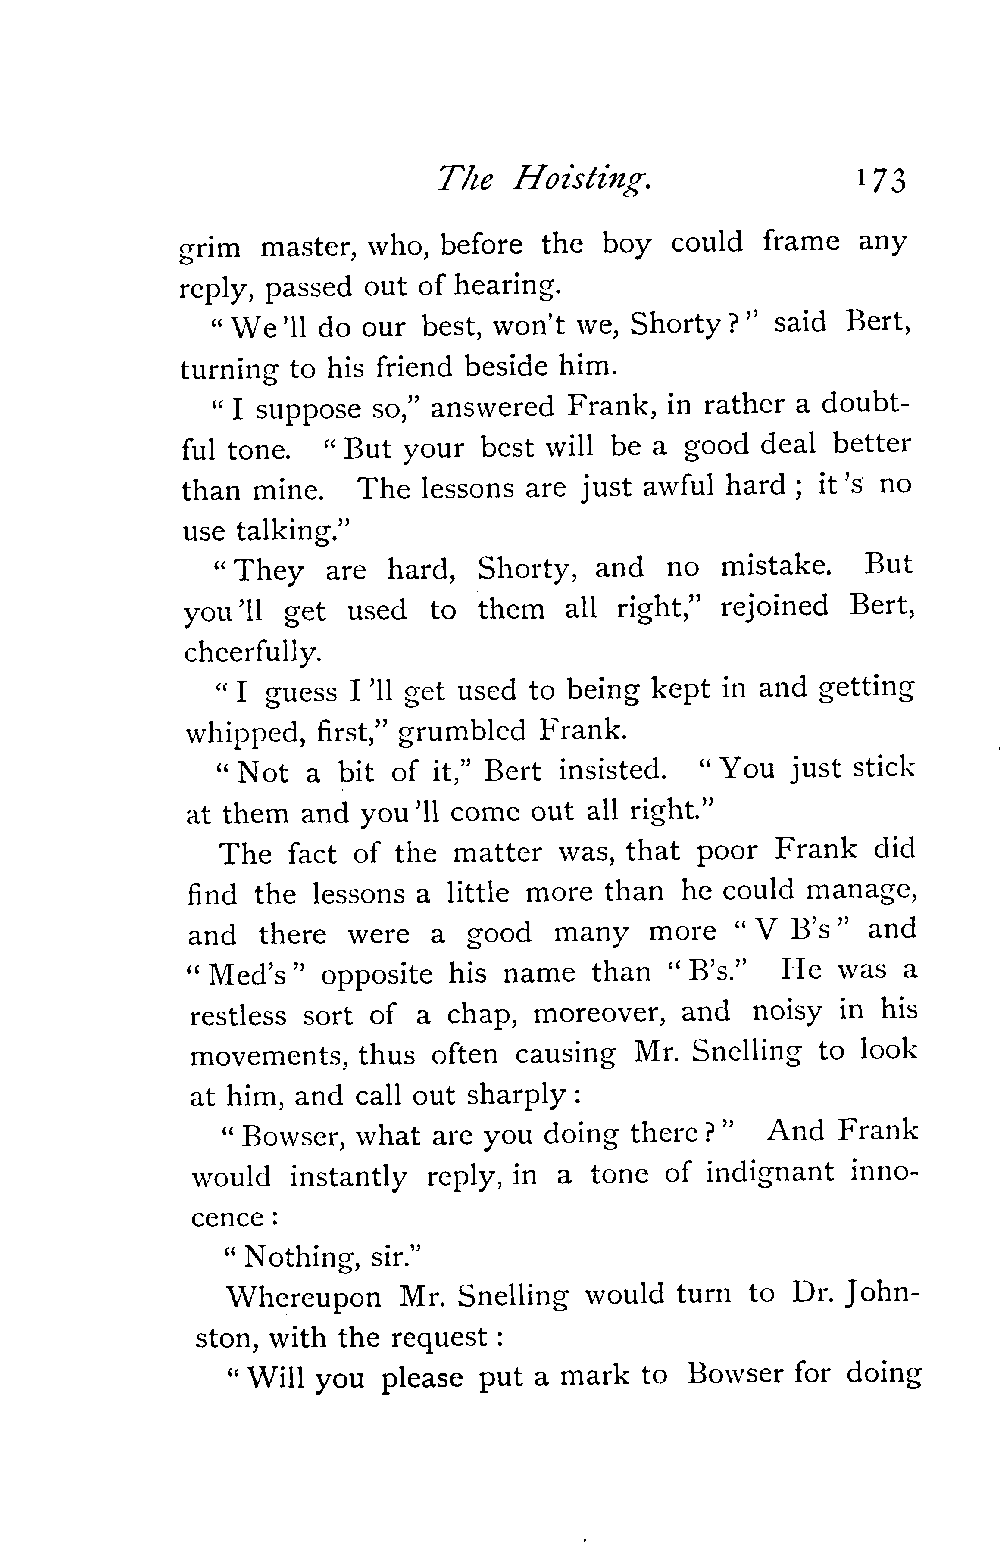 The Hoisting. 173
grim master, who, before the boy could frame any
reply, passed out of hearing.
“We'll do our best, won't we, Shorty?” said Bert,
turning to his friend beside him.
“I suppose so,” answered Frank, in rather a doubt-
ful tone. “But your best will be a good deal better
than mine. The lessons are just awful hard; it's no
use talking.”
“They are hard, Shorty, and no mistake. But
you'll get used to them all right,” rejoined Bert,
cheerfully.
“I guess I'll get used to being kept in and getting
whipped, first,” grumbled Frank.
“Not a bit of it,” Bert insisted. “You just stick
at them and you'll come out all right.”
The fact of the matter was, that poor Frank did
find the lessons a little more than he could manage,
and there were a good many more “V B's” and
“Med's” opposite his name than “B's.” He was a
restless sort of a chap, moreover, and noisy in his
movements, thus often causing Mr. Snelling to look
at him, and call out sharply:
“Bowser, what are you doing there?” And Frank
would instantly reply, in a tone of indignant inno-
cence:
“Nothing, sir.”
Whereupon Mr. Snelling would turn to Dr. John-
ston, with the request:
“Will you please put a mark to Bowser for doing